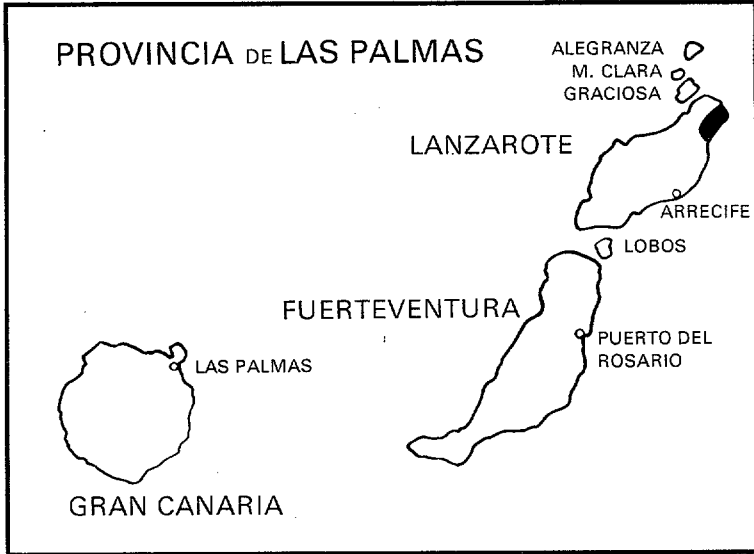 PROVINCIA DE LAS PALMAS
ALEGRANZA
M. CLARA
GRACIOSA
LANZAROTE
ARRECIFE
LOBOS
FUERTEVENTURA
PUERTO DEL
ROSARIO
LAS PALMAS
GRAN CANARIA